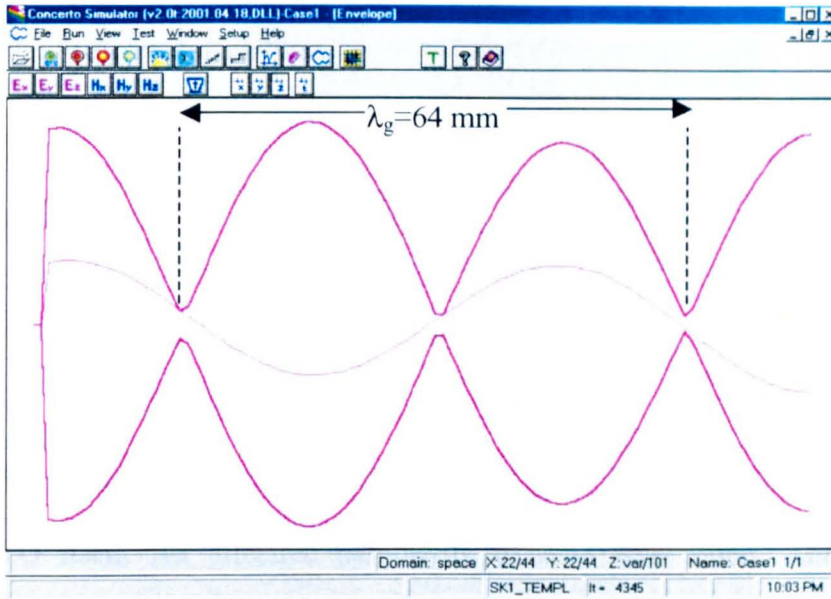 Concerto Simulator (v2.0t:2001.04.18,DLL)-Case1 - [Envelope]
File Run View Test Window Setup Help
T ?
Ex Ey Ez Hx Hy Hz
λg=64 mm
Domain: space X: 22/44 Y: 22/44 Z: var/101 Name: Case1 1/1
SK1_TEMPL It = 4345 10:03 PM